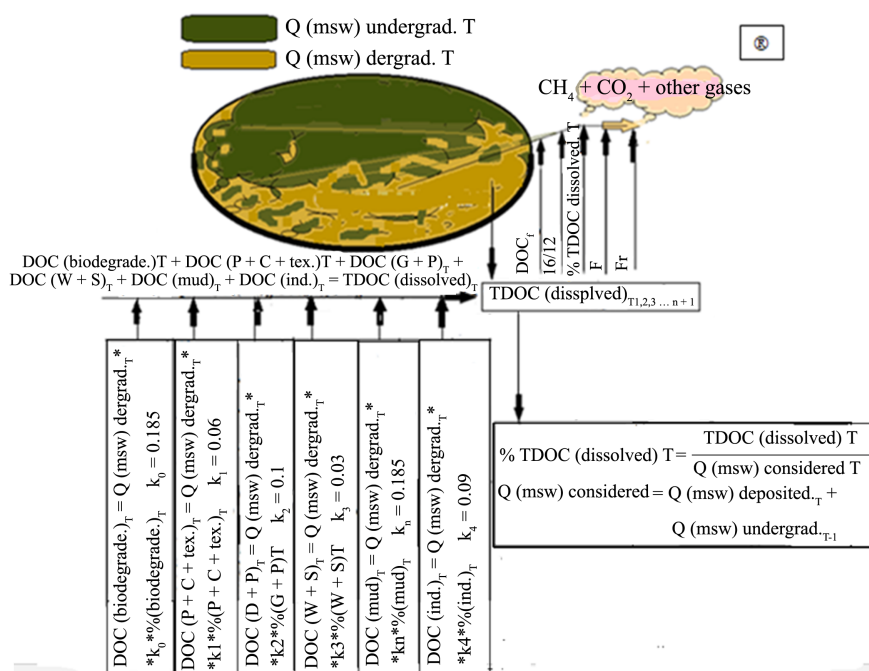 Q (msw) undergrad. T
Q (msw) dergrad. T
®
CH4 + CO2 + other gases
DOCf
16/12
% TDOC dissolved, T
F
Fr
DOC (biodegrade.)T + DOC (P + C + tex.)T + DOC (G + P)T +
DOC (W + S)T + DOC (mud)T + DOC (ind.)T = TDOC (dissolved)T
TDOC (dissplved)T1,2,3 ... n + 1
DOC (biodegrade.)T = Q (msw) dergrad.T*
*k0*%(biodegrade.)T k0 = 0.185
DOC (P + C + tex.)T = Q (msw) dergrad.T*
*k1*%(P + C + tex.)T k1 = 0.06
DOC (D + P)T = Q (msw) dergrad.T*
*k2*%(G + P)T k2 = 0.1
DOC (W + S)T = Q (msw) dergrad.T*
*k3*%(W + S)T k3 = 0.03
DOC (mud)T = Q (msw) dergrad.T*
*kn*%(mud)T kn = 0.185
DOC (ind.)T = Q (msw) dergrad.T*
*k4*%(ind.)T k4 = 0.09
% TDOC (dissolved) T = TDOC (dissolved) T
Q (msw) considered T
Q (msw) considered = Q (msw) deposited.T +
Q (msw) undergrad.T-1